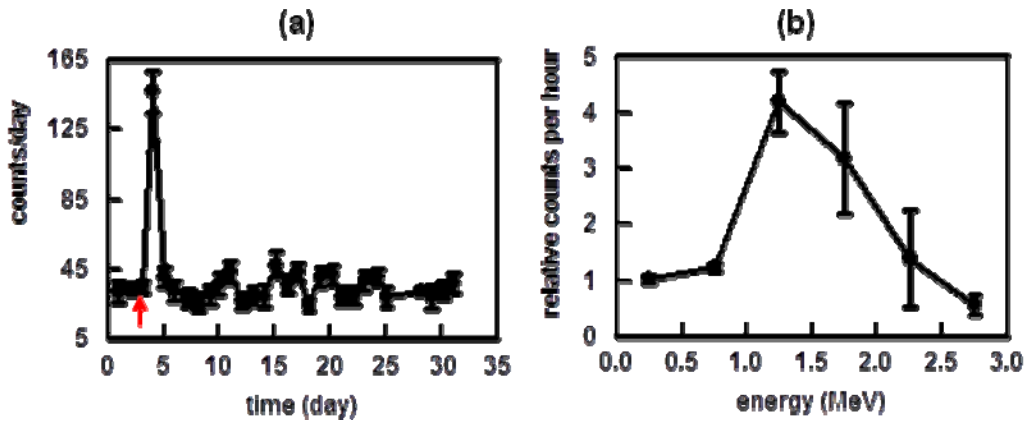 (a)
counts/day
165
125
85
45
5
0 5 10 15 20 25 30 35
time (day)
(b)
relative counts per hour
5
4
3
2
1
0
0.0 0.5 1.0 1.5 2.0 2.5 3.0
energy (MeV)